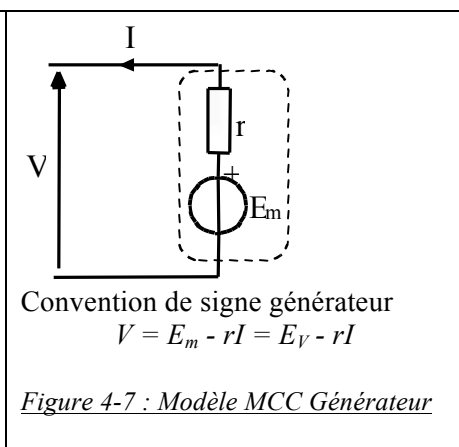 I
r
V
+
Em
Convention de signe générateur
V = Em - rI = EV - rI
Figure 4-7 : Modèle MCC Générateur